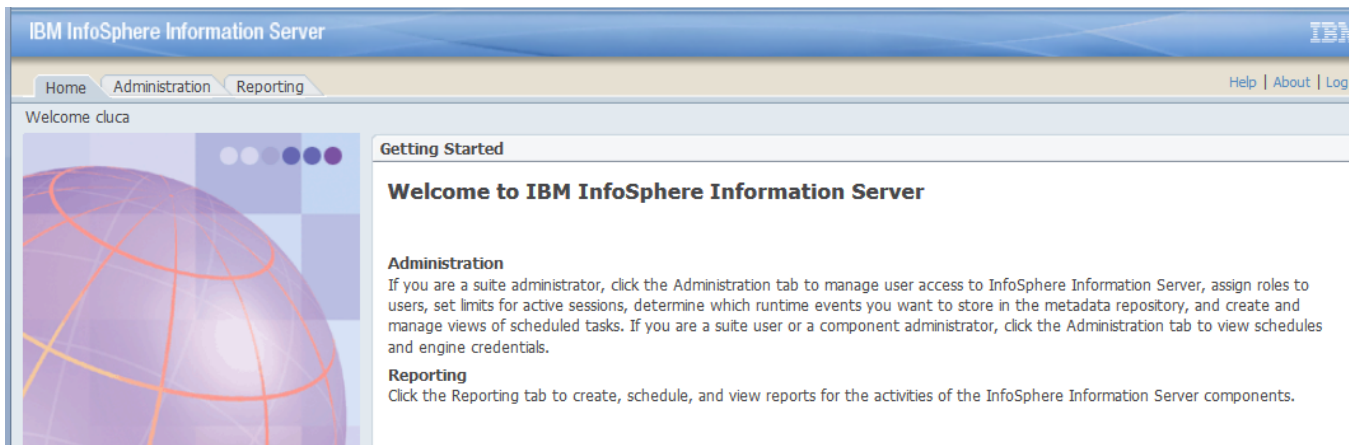 IBM InfoSphere Information Server
IBM
Home Administration Reporting
Help | About | Log
Welcome cluca
Getting Started
Welcome to IBM InfoSphere Information Server
Administration
If you are a suite administrator, click the Administration tab to manage user access to InfoSphere Information Server, assign roles to
users, set limits for active sessions, determine which runtime events you want to store in the metadata repository, and create and
manage views of scheduled tasks. If you are a suite user or a component administrator, click the Administration tab to view schedules
and engine credentials.
Reporting
Click the Reporting tab to create, schedule, and view reports for the activities of the InfoSphere Information Server components.